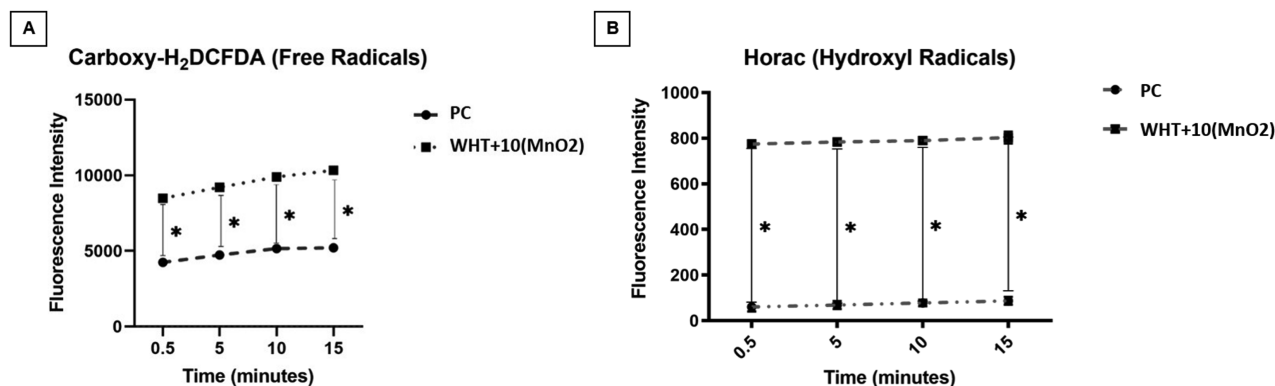 A
Carboxy-H₂DCFDA (Free Radicals)
Fluorescence Intensity
15000
10000
5000
0
*
*
*
*
0.5
5
10
15
Time (minutes)
PC
WHT+10(MnO2)
B
Horac (Hydroxyl Radicals)
Fluorescence Intensity
1000
800
600
400
200
0
*
*
*
*
0.5
5
10
15
Time (minutes)
PC
WHT+10(MnO2)